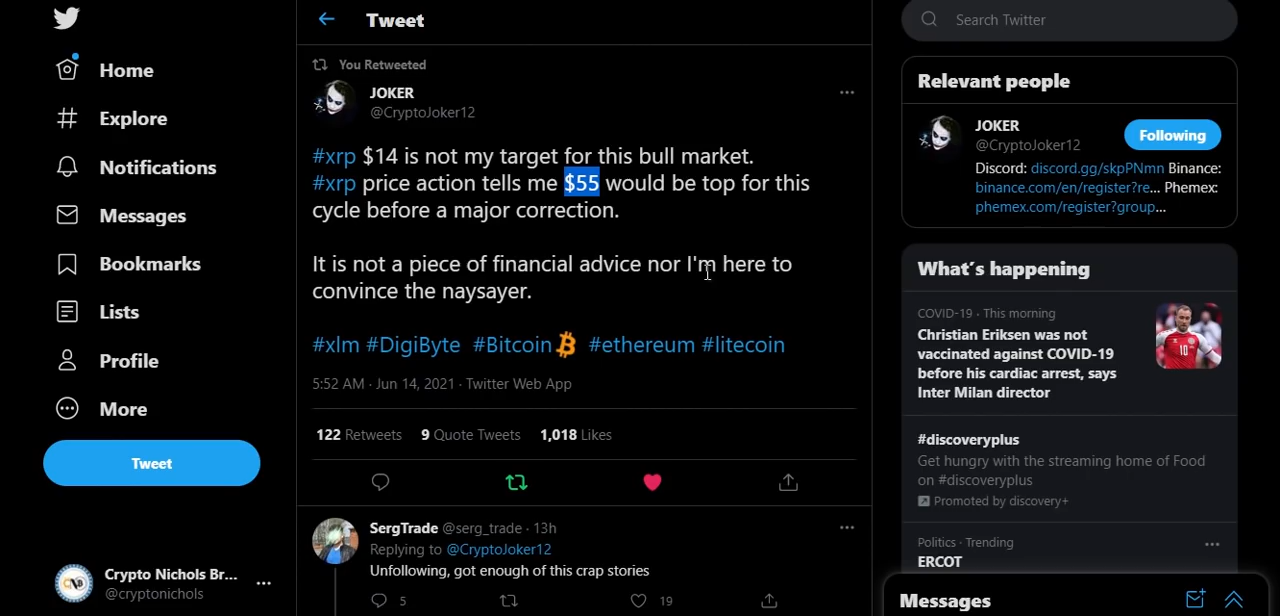 Home
Explore
Notifications
Messages
Bookmarks
Lists
Profile
More
Tweet
Crypto Nichols Br...
@cryptonichols
Tweet
You Retweeted
JOKER
@CryptoJoker12
#xrp $14 is not my target for this bull market.
#xrp price action tells me $55 would be top for this
cycle before a major correction.
It is not a piece of financial advice nor I'm here to
convince the naysayer.
#xlm #DigiByte #Bitcoin #ethereum #litecoin
5:52 AM · Jun 14, 2021 · Twitter Web App
122 Retweets 9 Quote Tweets 1,018 Likes
SergTrade @serg_trade · 13h
Replying to @CryptoJoker12
Unfollowing, got enough of this crap stories
5 19
Search Twitter
Relevant people
JOKER
@CryptoJoker12
Following
Discord: discord.gg/skpPNmn Binance:
binance.com/en/register?re... Phemex:
phemex.com/register?group...
What's happening
COVID-19 · This morning
Christian Eriksen was not
vaccinated against COVID-19
before his cardiac arrest, says
Inter Milan director
#discoveryplus
Get hungry with the streaming home of Food
on #discoveryplus
Promoted by discovery+
Politics · Trending
ERCOT
Messages